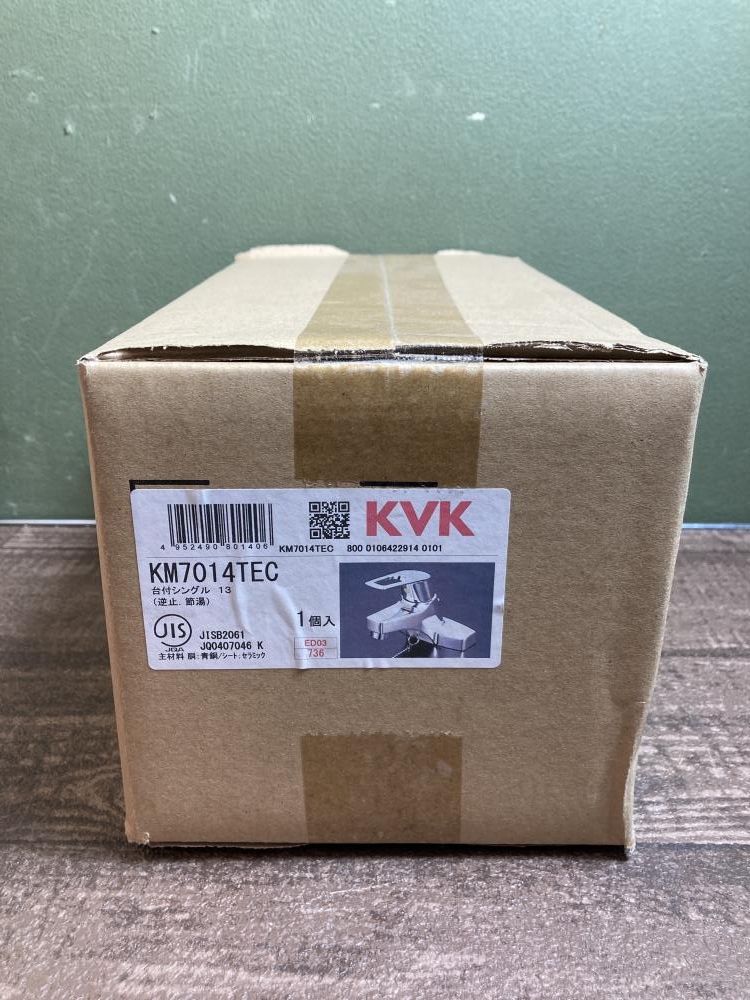 KVK
4 952490 801406
KM7014TEC 800 0106422914 0101
KM7014TEC
台付シングル 13
(逆止．節湯)
1個入
JIS
JQA
JISB2061
JQ0407046 K
ED03
736
主材料 胴:青銅/シート:セラミック